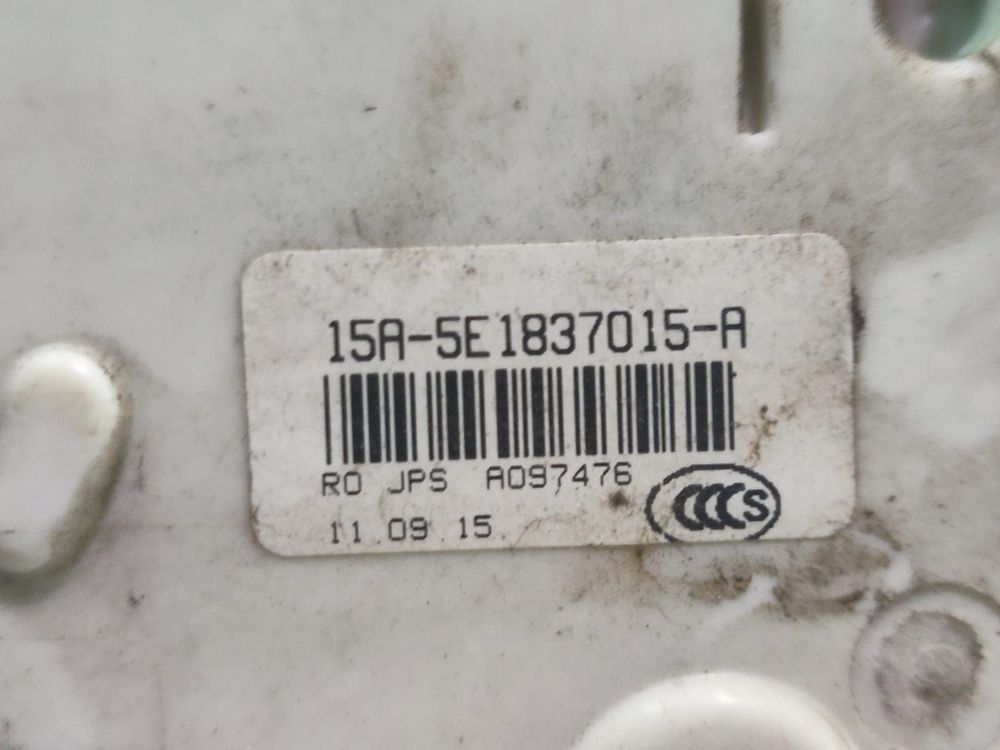 15A-5E1837015-A
RO JPS A097476
11 09 15
CCCS